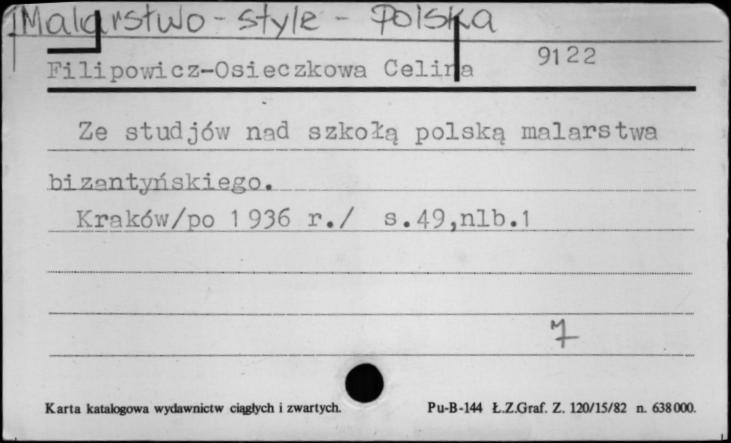 Malarstwo - style - Polska
Filipowicz-Osieczkowa Celina 9122
Ze studjów nad szkołą polską malarstwa
bizantyńskiego.
Kraków/po 1936 r./ s.49,nlb.1
7
Karta katalogowa wydawnictw ciągłych i zwartych. Pu-B-144 Ł.Z.Graf. Z. 120/15/82 n. 638000.